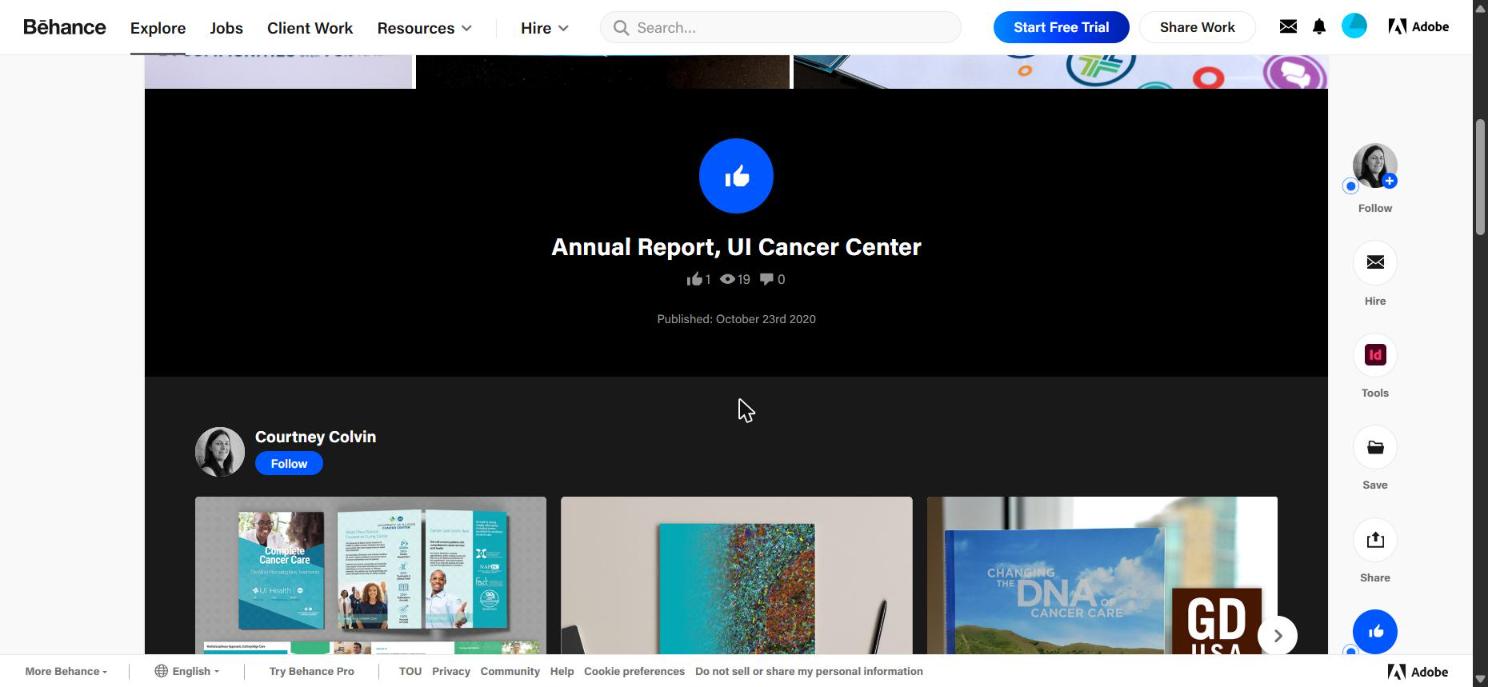 Bēhance Explore Jobs Client Work Resources Hire Search... Start Free Trial Share Work Adobe
Annual Report, UI Cancer Center
1 19 0
Published: October 23rd 2020
Follow
Hire
Id
Tools
Save
Share
Courtney Colvin
Follow
Complete
Cancer Care
UI Health
CHANGING
THE DNA OF
CANCER CARE
GD
USA
More Behance English Try Behance Pro TOU Privacy Community Help Cookie preferences Do not sell or share my personal information Adobe